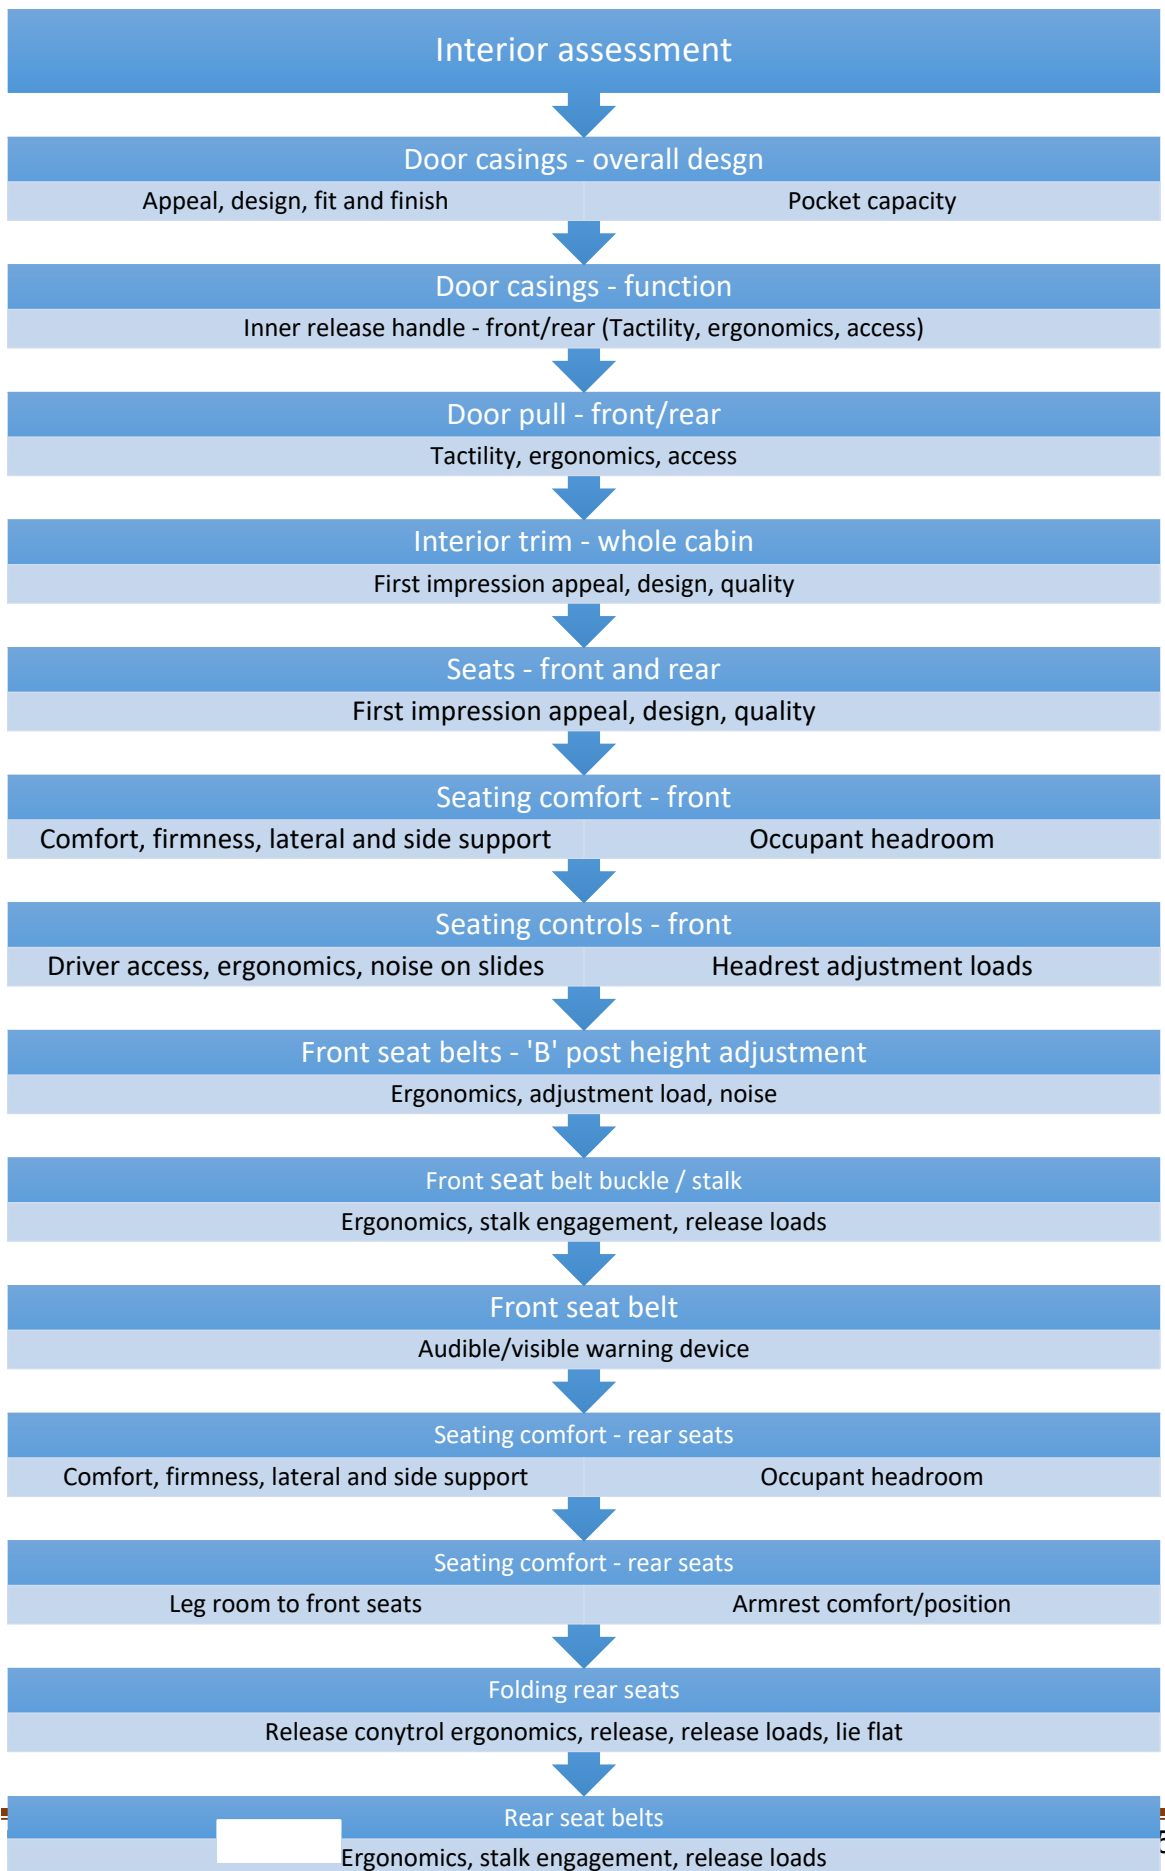 Interior assessment
Door casings - overall desgn
Appeal, design, fit and finish
Pocket capacity
Door casings - function
Inner release handle - front/rear (Tactility, ergonomics, access)
Door pull - front/rear
Tactility, ergonomics, access
Interior trim - whole cabin
First impression appeal, design, quality
Seats - front and rear
First impression appeal, design, quality
Seating comfort - front
Comfort, firmness, lateral and side support
Occupant headroom
Seating controls - front
Driver access, ergonomics, noise on slides
Headrest adjustment loads
Front seat belts - 'B' post height adjustment
Ergonomics, adjustment load, noise
Front seat belt buckle / stalk
Ergonomics, stalk engagement, release loads
Front seat belt
Audible/visible warning device
Seating comfort - rear seats
Comfort, firmness, lateral and side support
Occupant headroom
Seating comfort - rear seats
Leg room to front seats
Armrest comfort/position
Folding rear seats
Release conytrol ergonomics, release, release loads, lie flat
Rear seat belts
Ergonomics, stalk engagement, release loads